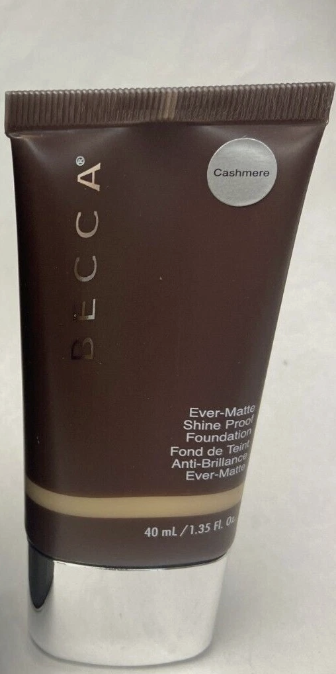 Cashmere
BECCA®
Ever-Matte
Shine Proof
Foundation
Fond de Teint
Anti-Brillance
Ever-Matte
40 mL / 1.35 Fl. Oz